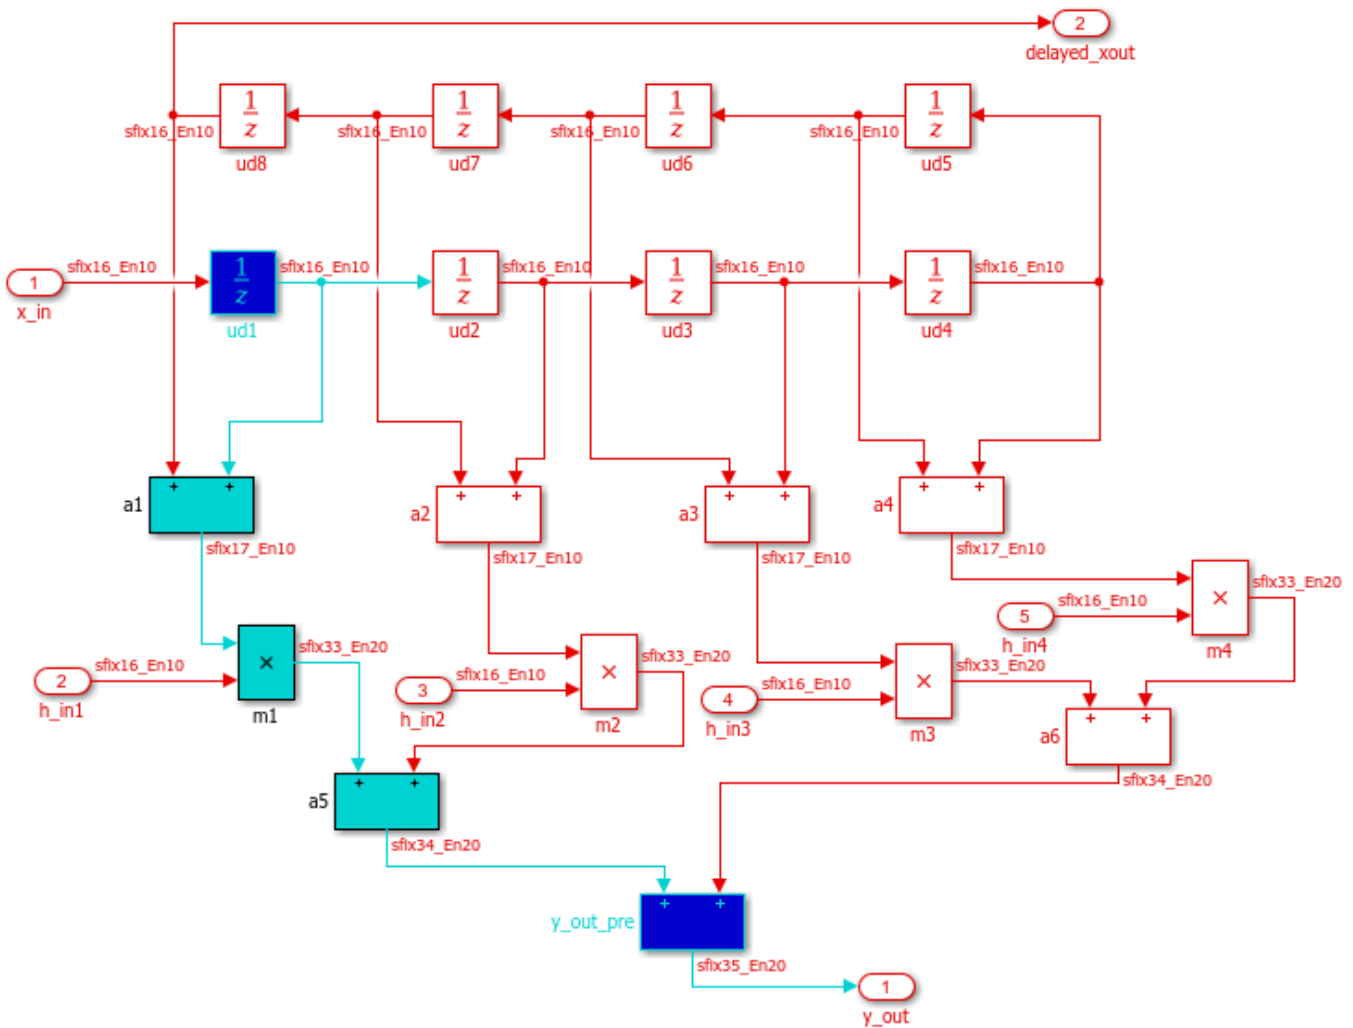 2
delayed_xout
1
z
1
z
1
z
1
z
sfix16_En10
sfix16_En10
sfix16_En10
sfix16_En10
ud8
ud7
ud6
ud5
1
x_in
sfix16_En10
1
z
sfix16_En10
1
z
sfix16_En10
1
z
sfix16_En10
1
z
sfix16_En10
ud1
ud2
ud3
ud4
a1
+ +
sfix17_En10
a2
+ +
sfix17_En10
a3
+ +
sfix17_En10
a4
+ +
sfix17_En10
×
sfix33_En20
m4
5
sfix16_En10
h_in4
2
sfix16_En10
h_in1
×
sfix33_En20
m1
3
sfix16_En10
h_in2
×
sfix33_En20
m2
4
sfix16_En10
h_in3
×
sfix33_En20
m3
a6
+ +
sfix34_En20
a5
+ +
sfix34_En20
y_out_pre
+ +
sfix35_En20
1
y_out